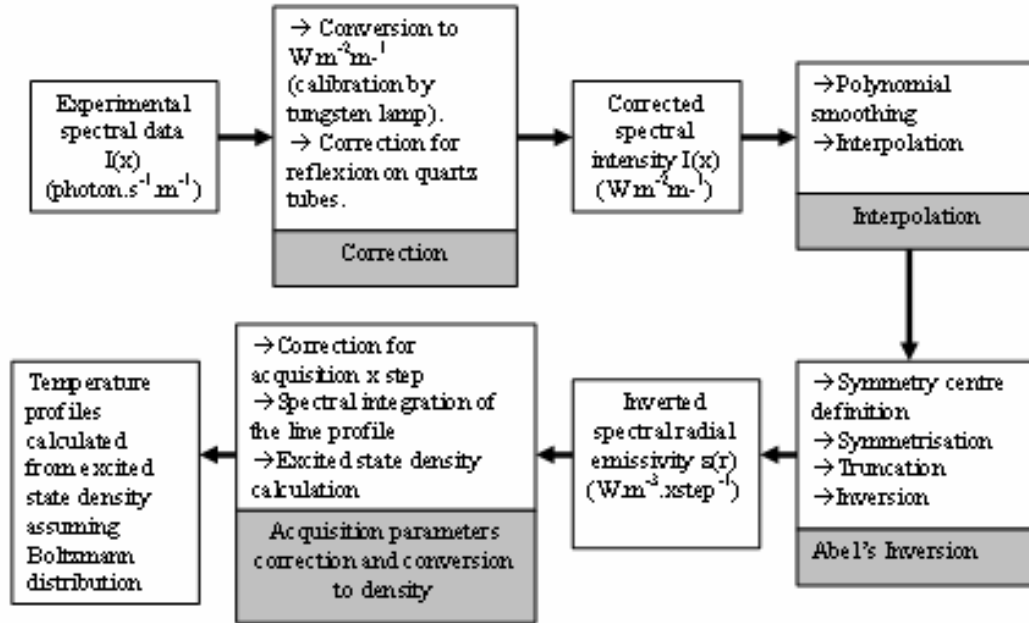 Experimental
spectral data
I(x)
(photon.s⁻¹.m⁻¹)
→ Conversion to
W.m⁻²m-¹
(calibration by
tungsten lamp).
→ Correction for
reflexion on quartz
tubes.
Correction
Corrected
spectral
intensity I(x)
(W.m⁻²m-¹)
→Polynomial
smoothing
→Interpolation
Interpolation
→Symmetry centre
definition
→Symmetrisation
→Truncation
→Inversion
Abel's Inversion
Inverted
spectral radial
emissivity ε(r)
(W.m⁻³.xstep⁻¹)
→Correction for
acquisition x step
→Spectral integration of
the line profile
→Excited state density
calculation
Acquisition parameters
correction and conversion
to density
Temperature
profiles
calculated
from excited
state density
assuming
Boltzmann
distribution